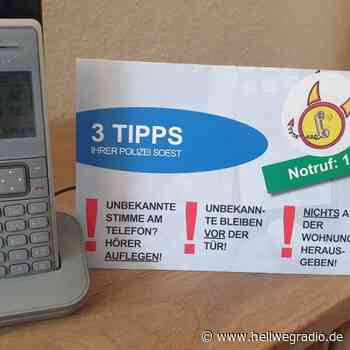 3 TIPPS
IHRER POLIZEI SOEST
Notruf: 1
UNBEKANNTE
STIMME AM
TELEFON?
HÖRER
AUFLEGEN!
UNBEKANN-
TE BLEIBEN
VOR DER
TÜR!
NICHTS A
DER
WOHNUNG
HERAUS-
GEBEN!
www.hellwegradio.de